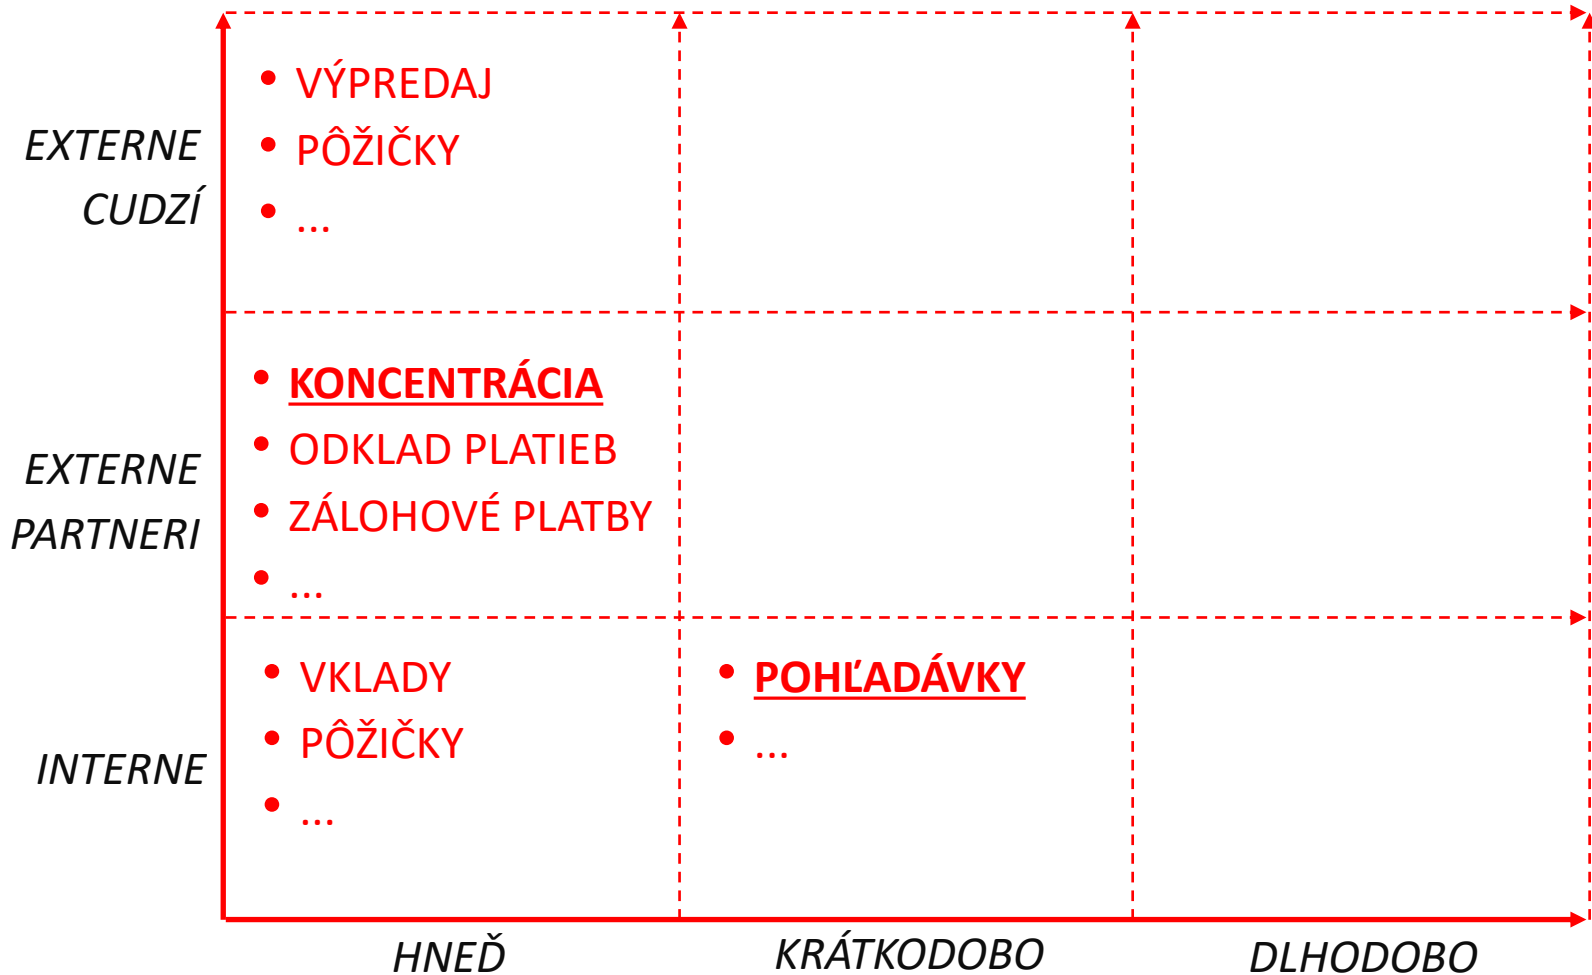 EXTERNE
CUDZÍ
• VÝPREDAJ
• PÔŽIČKY
• ...
EXTERNE
PARTNERI
• KONCENTRÁCIA
• ODKLAD PLATIEB
• ZÁLOHOVÉ PLATBY
• ...
INTERNE
• VKLADY
• PÔŽIČKY
• ...
• POHĽADÁVKY
• ...
HNEĎ
KRÁTKODOBO
DLHODOBO